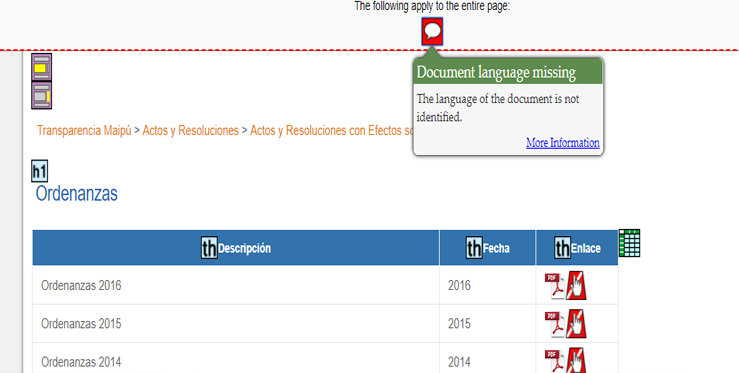 The following apply to the entire page:
Document language missing
The language of the document is not
identified.
More Information
Transparencia Maipú > Actos y Resoluciones > Actos y Resoluciones con Efectos
h1
Ordenanzas
th Descripción th Fecha th Enlace
Ordenanzas 2016 2016 PDF
Ordenanzas 2015 2015 PDF
Ordenanzas 2014 2014 PDF